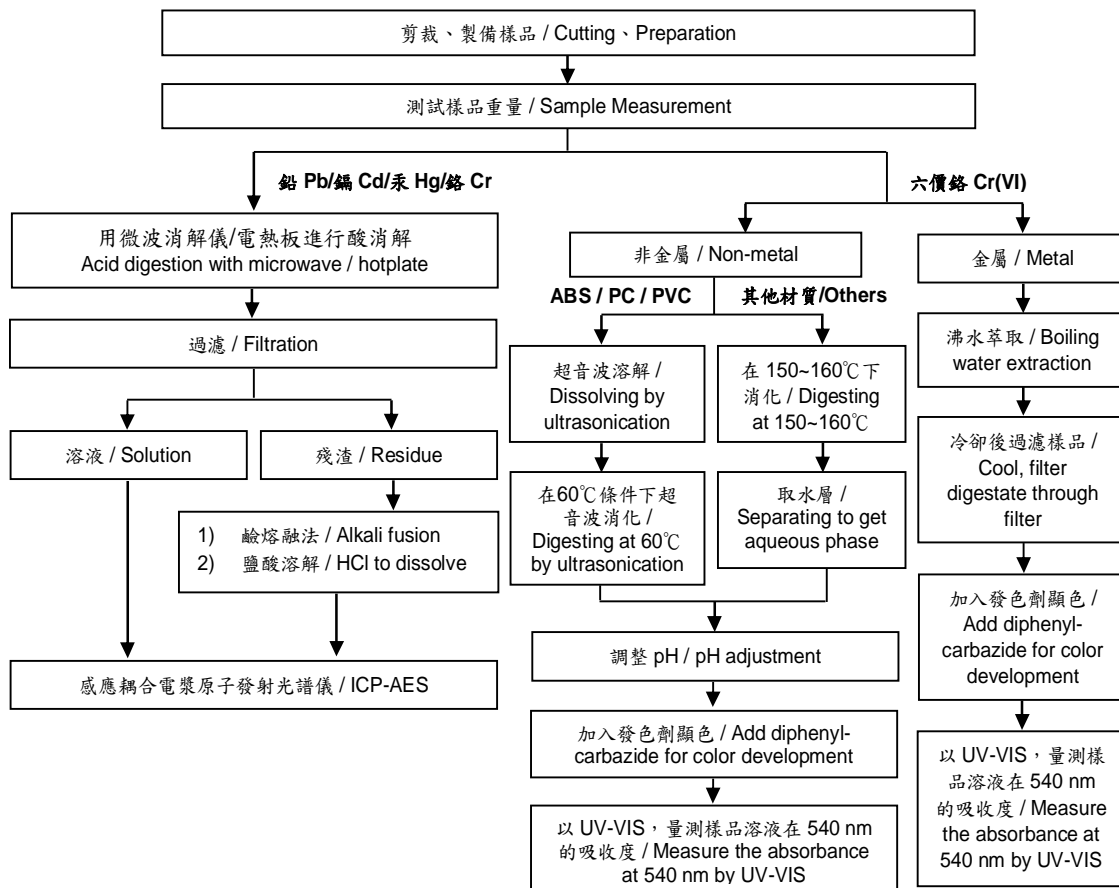 剪裁、製備樣品 / Cutting、Preparation
測試樣品重量 / Sample Measurement
鉛 Pb/鎘 Cd/汞 Hg/鉻 Cr
六價鉻 Cr(VI)
用微波消解儀/電熱板進行酸消解
Acid digestion with microwave / hotplate
過濾 / Filtration
溶液 / Solution
殘渣 / Residue
1) 鹼熔融法 / Alkali fusion
2) 鹽酸溶解 / HCl to dissolve
感應耦合電漿原子發射光譜儀 / ICP-AES
非金屬 / Non-metal
ABS / PC / PVC
其他材質/Others
超音波溶解 /
Dissolving by
ultrasonication
在60℃條件下超
音波消化 /
Digesting at 60℃
by ultrasonication
在 150~160℃下
消化 / Digesting
at 150~160℃
取水層 /
Separating to get
aqueous phase
調整 pH / pH adjustment
加入發色劑顯色 / Add diphenyl-
carbazide for color development
以 UV-VIS，量測樣品溶液在 540 nm
的吸收度 / Measure the absorbance
at 540 nm by UV-VIS
金屬 / Metal
沸水萃取 / Boiling
water extraction
冷卻後過濾樣品 /
Cool, filter
digestate through
filter
加入發色劑顯色 /
Add diphenyl-
carbazide for color
development
以 UV-VIS，量測樣
品溶液在 540 nm
的吸收度 / Measure
the absorbance at
540 nm by UV-VIS